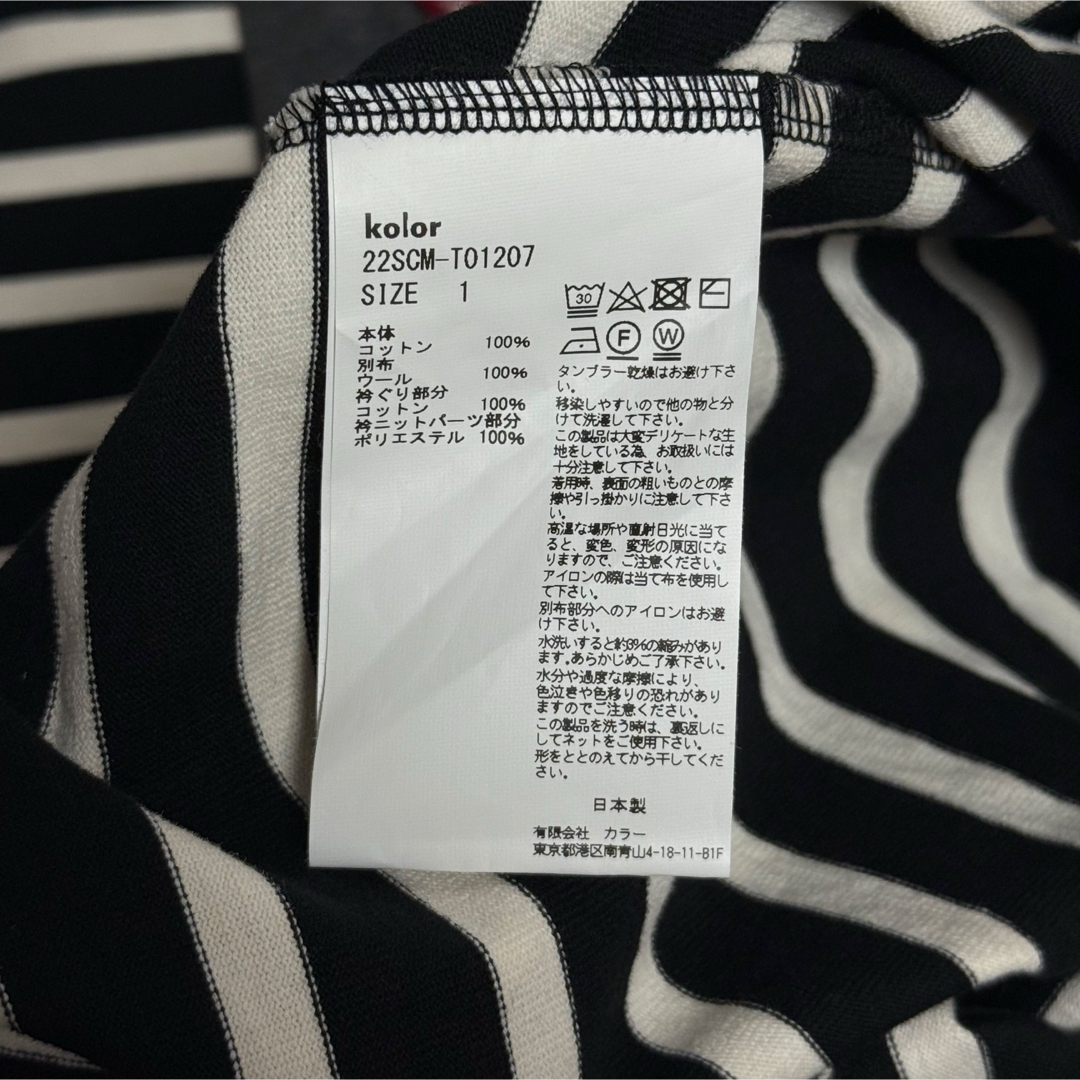 kolor
22SCM-T01207
SIZE 1
本体
コットン 100%
別布
ウール 100%
衿ぐり部分
コットン 100%
衿ニットパーツ部分
ポリエステル 100%
30
F W
タンブラー乾燥はお避け下さ
い。
移染しやすいので他の物と分
けて洗濯して下さい。
この製品は大変デリケートな生
地をしている為、お取扱いには
十分注意して下さい。
着用時、表面の粗いものとの摩
擦や引っ掛かりに注意して下さ
い。
高温な場所や直射日光に当て
ると、変色、変形の原因にな
りますので、ご注意ください。
アイロンの際は当て布を使用し
て下さい。
別布部分へのアイロンはお避
け下さい。
水洗いすると約3%の縮みがあり
ます。あらかじめご了承下さい。
水分や過度な摩擦により、
色泣きや色移りの恐れがあり
ますのでご注意ください。
この製品を洗う時は、裏返しに
してネットをご使用下さい。
形をととのえてから干してくだ
さい。
日本製
有限会社 カラー
東京都港区南青山4-18-11-B1F